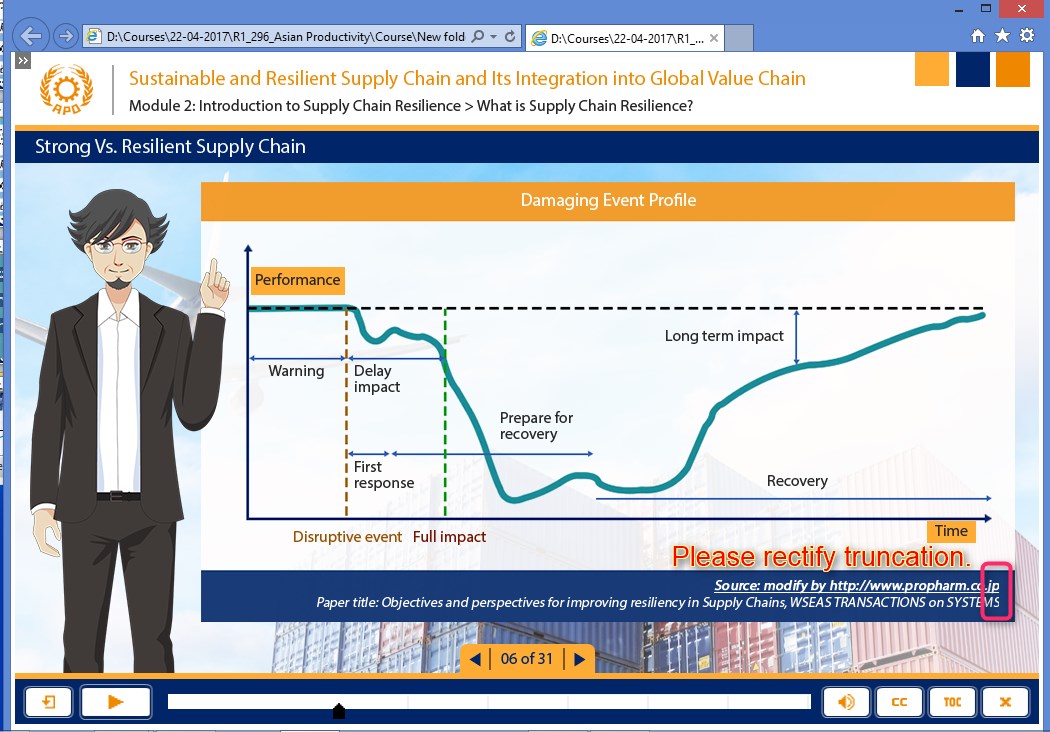 D:\Courses\22-04-2017\R1_296_Asian Productivity\Course\New fold
D:\Courses\22-04-2017\R1_...
APO
Sustainable and Resilient Supply Chain and Its Integration into Global Value Chain
Module 2: Introduction to Supply Chain Resilience > What is Supply Chain Resilience?
Strong Vs. Resilient Supply Chain
Damaging Event Profile
Performance
Long term impact
Warning
Delay
impact
Prepare for
recovery
First
response
Recovery
Time
Disruptive event
Full impact
Please rectify truncation.
Source: modify by http://www.propharm.co.jp
Paper title: Objectives and perspectives for improving resiliency in Supply Chains, WSEAS TRANSACTIONS on SYSTEMS
06 of 31
CC
TOC